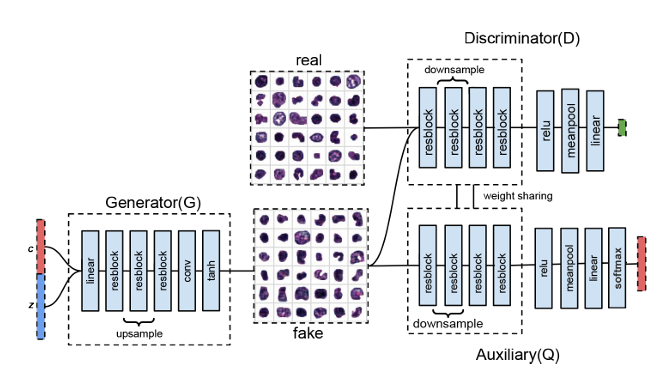 Discriminator(D)
real
downsample
resblock
resblock
resblock
resblock
relu
meanpool
linear
weight sharing
Generator(G)
c
z
linear
resblock
resblock
resblock
conv
tanh
upsample
fake
resblock
resblock
resblock
resblock
relu
meanpool
linear
softmax
downsample
Auxiliary(Q)